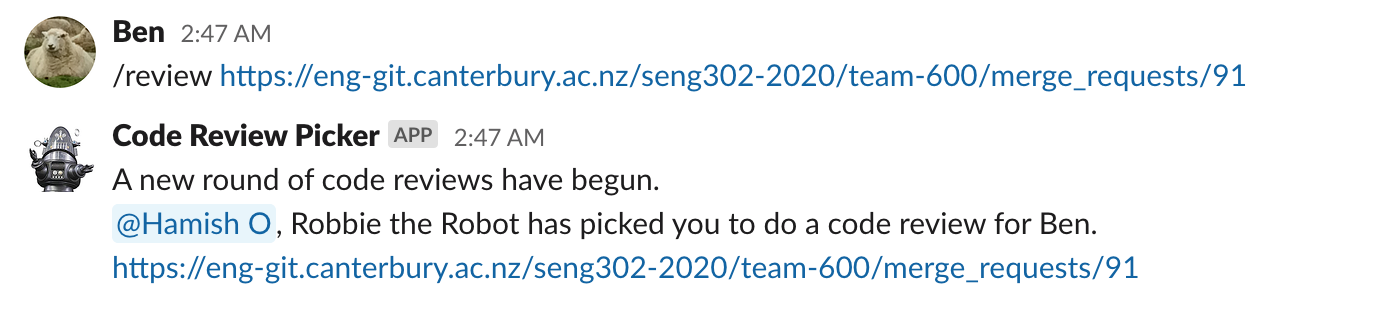 Ben 2:47 AM
/review https://eng-git.canterbury.ac.nz/seng302-2020/team-600/merge_requests/91
Code Review Picker APP 2:47 AM
A new round of code reviews have begun.
@Hamish O, Robbie the Robot has picked you to do a code review for Ben.
https://eng-git.canterbury.ac.nz/seng302-2020/team-600/merge_requests/91